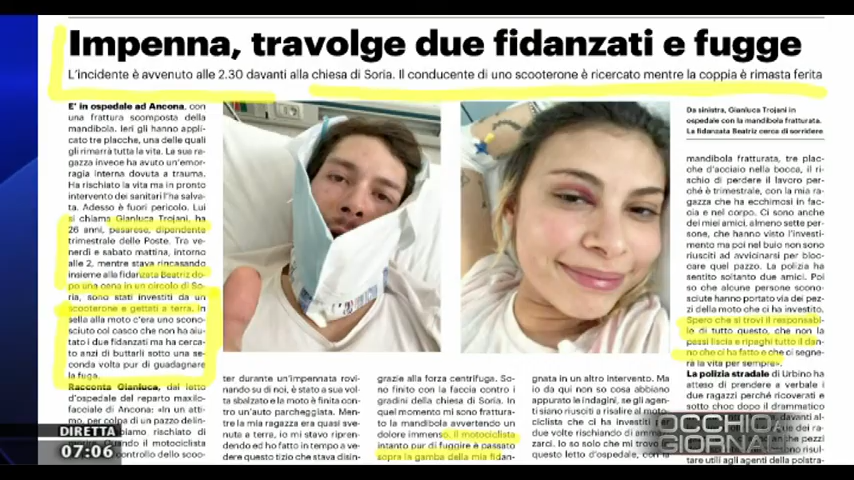 Impenna, travolge due fidanzati e fugge
L'incidente è avvenuto alle 2.30 davanti alla chiesa di Soria. Il conducente di uno scooterone è ricercato mentre la coppia è rimasta ferita
E' in ospedale ad Ancona, con
una frattura scomposta della
mandibola. Ieri gli hanno appli-
cato tre placche, una delle quali
gli rimarrà tutta la vita. La sua ra-
gazza invece ha avuto un'emor-
ragia interna dovuta a trauma.
Ha rischiato la vita ma in pronto
intervento dei sanitari l'ha salva-
ta. Adesso è fuori pericolo. Lui
si chiama Gianluca Trojani, ha
26 anni, pesarese, dipendente
trimestrale delle Poste. Tra ve-
nerdì e sabato mattina, intorno
alle 2, mentre stava rincasando
insieme alla fidanzata Beatriz do-
po una cena in un circolo di So-
ria, sono stati investiti da un
scooterone e gettati a terra. In
sella alla moto c'era uno scono-
sciuto col casco che non ha aiu-
tato i due fidanzati ma ha cerca-
to anzi di buttarli sotto una se-
conda volta pur di guadagnare
la fuga.
Racconta Gianluca, dal letto
d'ospedale del reparto maxilo-
facciale di Ancona: «In un atti-
mo, per colpa di un pazzo delin-
rischiato di
Quando il motociclista
controllo dello scoo-
ter durante un'impennata rovi-
nando su di noi, è stato a sua vol-
ta sbalzato e la moto è finita con-
tro un'auto parcheggiata. Men-
tre la mia ragazza era quasi sve-
nuta a terra, io mi stavo ripren-
dendo ed ho fatto in tempo a ve-
dere questo tizio che stava disin-
grazie alla forza centrifuga. So-
no finito con la faccia contro i
gradini della chiesa di Soria. In
quel momento mi sono frattura-
to la mandibola avvertendo un
dolore immenso. Il motociclista
intanto pur di fuggire è passato
sopra la gamba della mia fidan-
gnata in un altro intervento. Ma
io da qui non so cosa abbiano
appurato le indagini, se gli agen-
ti siano riusciti a risalire al moto-
ciclista che ci ha investiti per
due volte rischiando di ammaz-
zarci. Io so solo che mi trovo in
questo letto d'ospedale, con la
Da sinistra, Gianluca Trojani in
ospedale con la mandibola fratturata.
La fidanzata Beatriz cerca di sorridere
mandibola fratturata, tre plac-
che d'acciaio nella bocca, il ri-
schio di perdere il lavoro per-
ché è trimestrale, con la mia ra-
gazza che ha ecchimosi in fac-
cia e nel corpo. Ci sono anche
dei miei amici, almeno sette per-
sone, che hanno visto l'investi-
mento ma poi nel buio non sono
riusciti ad avvicinarsi per bloc-
care quel pazzo. La polizia ha
sentito soltanto due amici. Di
so che alcune persone scono-
sciute hanno portato via dei pez-
zi della moto che ci ha investito.
Spero che si trovi il responsabi-
le di tutto questo, che non la
passi liscia e ripaghi tutto il dan-
no che ci ha fatto e che ci segne-
rà la vita per sempre».
La polizia stradale di Urbino ha
atteso di prendere a verbale i
due ragazzi perché ricoverati e
sotto choc dopo il drammatico
DIRETTA
07:06
OCCHIO AI
GIORNALI